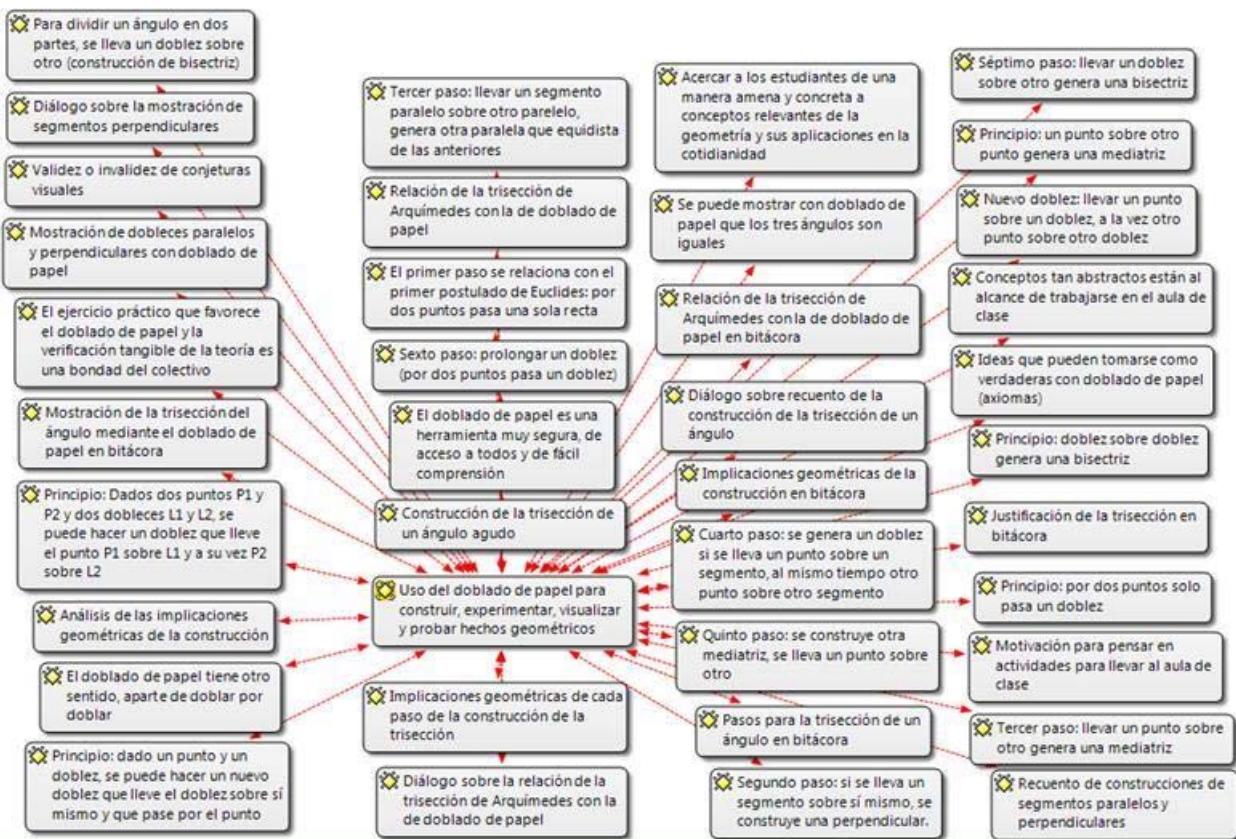 Para dividir un ángulo en dos
partes, se lleva un doblez sobre
otro (construcción de bisectriz)
Diálogo sobre la mostración de
segmentos perpendiculares
Validez o invalidez de conjeturas
visuales
Mostración de dobleces paralelos
y perpendiculares con doblado de
papel
El ejercicio práctico que favorece
el doblado de papel y la
verificación tangible de la teoría es
una bondad del colectivo
Mostración de la trisección del
ángulo mediante el doblado de
papel en bitácora
Principio: Dados dos puntos P1 y
P2 y dos dobleces L1 y L2, se
puede hacer un doblez que lleve
el punto P1 sobre L1 y a su vez P2
sobre L2
Análisis de las implicaciones
geométricas de la construcción
El doblado de papel tiene otro
sentido, aparte de doblar por
doblar
Principio: dado un punto y un
doblez, se puede hacer un nuevo
doblez que lleve el doblez sobre sí
mismo y que pase por el punto
Tercer paso: llevar un segmento
paralelo sobre otro parelelo,
genera otra paralela que equidista
de las anteriores
Relación de la trisección de
Arquímedes con la de doblado de
papel
El primer paso se relaciona con el
primer postulado de Euclides: por
dos puntos pasa una sola recta
Sexto paso: prolongar un doblez
(por dos puntos pasa un doblez)
El doblado de papel es una
herramienta muy segura, de
acceso a todos y de fácil
comprensión
Construcción de la trisección de
un ángulo agudo
Uso del doblado de papel para
construir, experimentar, visualizar
y probar hechos geométricos
Implicaciones geométricas de cada
paso de la construcción de la
trisección
Diálogo sobre la relación de la
trisección de Arquímedes con la
de doblado de papel
Acercar a los estudiantes de una
manera amena y concreta a
conceptos relevantes de la
geometría y sus aplicaciones en la
cotidianidad
Se puede mostrar con doblado de
papel que los tres ángulos son
iguales
Relación de la trisección de
Arquímedes con la de doblado de
papel en bitácora
Diálogo sobre recuento de la
construcción de la trisección de un
ángulo
Implicaciones geométricas de la
construcción en bitácora
Cuarto paso: se genera un doblez
si se lleva un punto sobre un
segmento, al mismo tiempo otro
punto sobre otro segmento
Quinto paso: se construye otra
mediatriz, se lleva un punto sobre
otro
Pasos para la trisección de un
ángulo en bitácora
Segundo paso: si se lleva un
segmento sobre sí mismo, se
construye una perpendicular.
Séptimo paso: llevar un doblez
sobre otro genera una bisectriz
Principio: un punto sobre otro
punto genera una mediatriz
Nuevo doblez: llevar un punto
sobre un doblez, a la vez otro
punto sobre otro doblez
Conceptos tan abstractos están al
alcance de trabajarse en el aula de
clase
Ideas que pueden tomarse como
verdaderas con doblado de papel
(axiomas)
Principio: doblez sobre doblez
genera una bisectriz
Justificación de la trisección en
bitácora
Principio: por dos puntos solo
pasa un doblez
Motivación para pensar en
actividades para llevar al aula de
clase
Tercer paso: llevar un punto sobre
otro genera una mediatriz
Recuento de construcciones de
segmentos paralelos y
perpendiculares